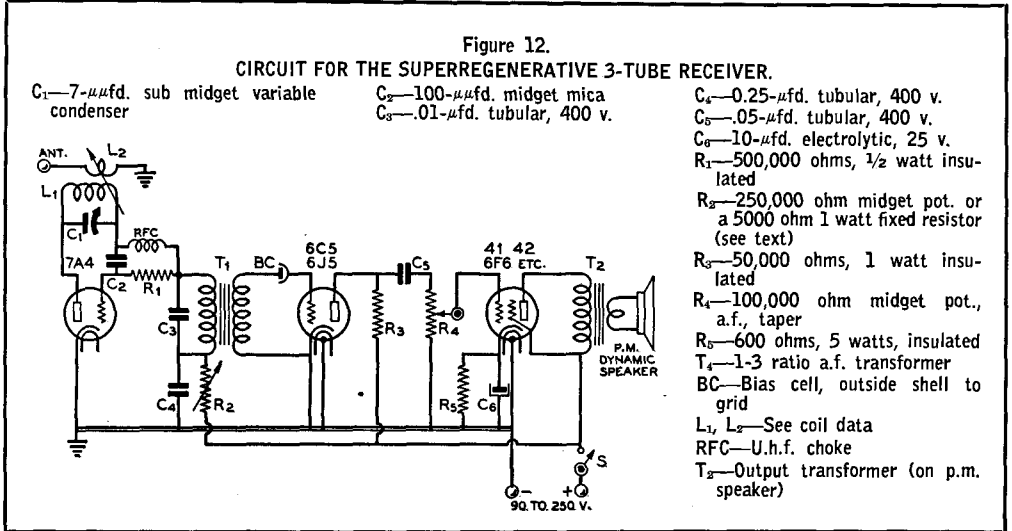 Figure 12.
CIRCUIT FOR THE SUPERREGENERATIVE 3-TUBE RECEIVER.
C₁—7-μμfd. sub midget variable
condenser
C₂—100-μμfd. midget mica
C₃—.01-μfd. tubular, 400 v.
C₄—0.25-μfd. tubular, 400 v.
C₅—.05-μfd. tubular, 400 v.
C₆—10-μfd. electrolytic, 25 v.
R₁—500,000 ohms, 1/2 watt insu-
lated
R₂—250,000 ohm midget pot. or
a 5000 ohm 1 watt fixed resistor
(see text)
R₃—50,000 ohms, 1 watt insu-
lated
R₄—100,000 ohm midget pot.,
a.f., taper
R₅—600 ohms, 5 watts, insulated
T₁—1-3 ratio a.f. transformer
BC—Bias cell, outside shell to
grid
L₁, L₂—See coil data
RFC—U.h.f. choke
T₂—Output transformer (on p.m.
speaker)
ANT.
L₂
L₁
C₁
RFC
7A4
C₂
R₁
T₁
BC
6C5
6J5
C₅
41 42
6F6 ETC.
T₂
C₃
R₃
R₄
P.M.
DYNAMIC
SPEAKER
C₄
R₂
R₅
C₆
S
- +
90 TO 250 V.